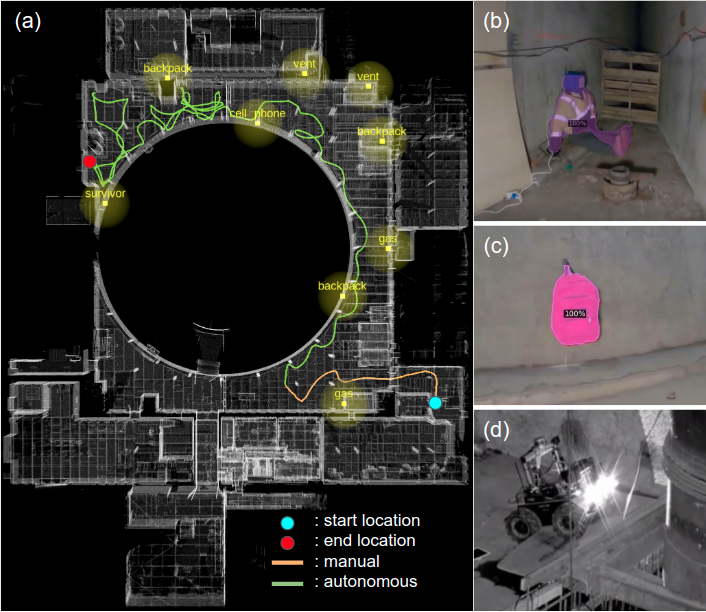 (a)
backpack
vent
vent
cell_phone
backpack
survivor
gas
backpack
gas
: start location
: end location
: manual
: autonomous
(b)
100%
(c)
100%
(d)